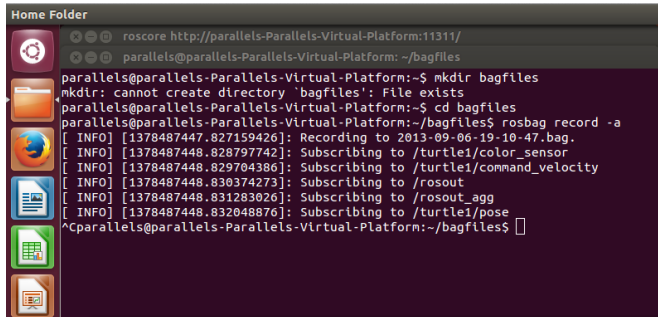 Home Folder
roscore http://parallels-Parallels-Virtual-Platform:11311/
parallels@parallels-Parallels-Virtual-Platform: ~/bagfiles
parallels@parallels-Parallels-Virtual-Platform:~$ mkdir bagfiles
mkdir: cannot create directory `bagfiles': File exists
parallels@parallels-Parallels-Virtual-Platform:~$ cd bagfiles
parallels@parallels-Parallels-Virtual-Platform:~/bagfiles$ rosbag record -a
[ INFO] [1378487447.827159426]: Recording to 2013-09-06-19-10-47.bag.
[ INFO] [1378487448.828797742]: Subscribing to /turtle1/color_sensor
[ INFO] [1378487448.829704386]: Subscribing to /turtle1/command_velocity
[ INFO] [1378487448.830374273]: Subscribing to /rosout
[ INFO] [1378487448.831283026]: Subscribing to /rosout_agg
[ INFO] [1378487448.832048876]: Subscribing to /turtle1/pose
^Cparallels@parallels-Parallels-Virtual-Platform:~/bagfiles$